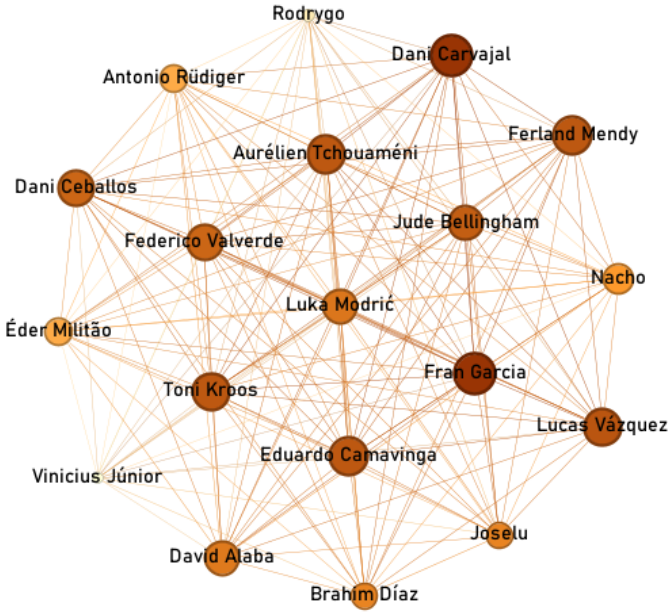 Rodrygo
Dani Carvajal
Antonio Rüdiger
Ferland Mendy
Aurélien Tchouaméni
Dani Ceballos
Jude Bellingham
Federico Valverde
Nacho
Luka Modrić
Éder Militão
Fran Garcia
Toni Kroos
Lucas Vázquez
Eduardo Camavinga
Vinicius Júnior
Joselu
David Alaba
Brahim Díaz